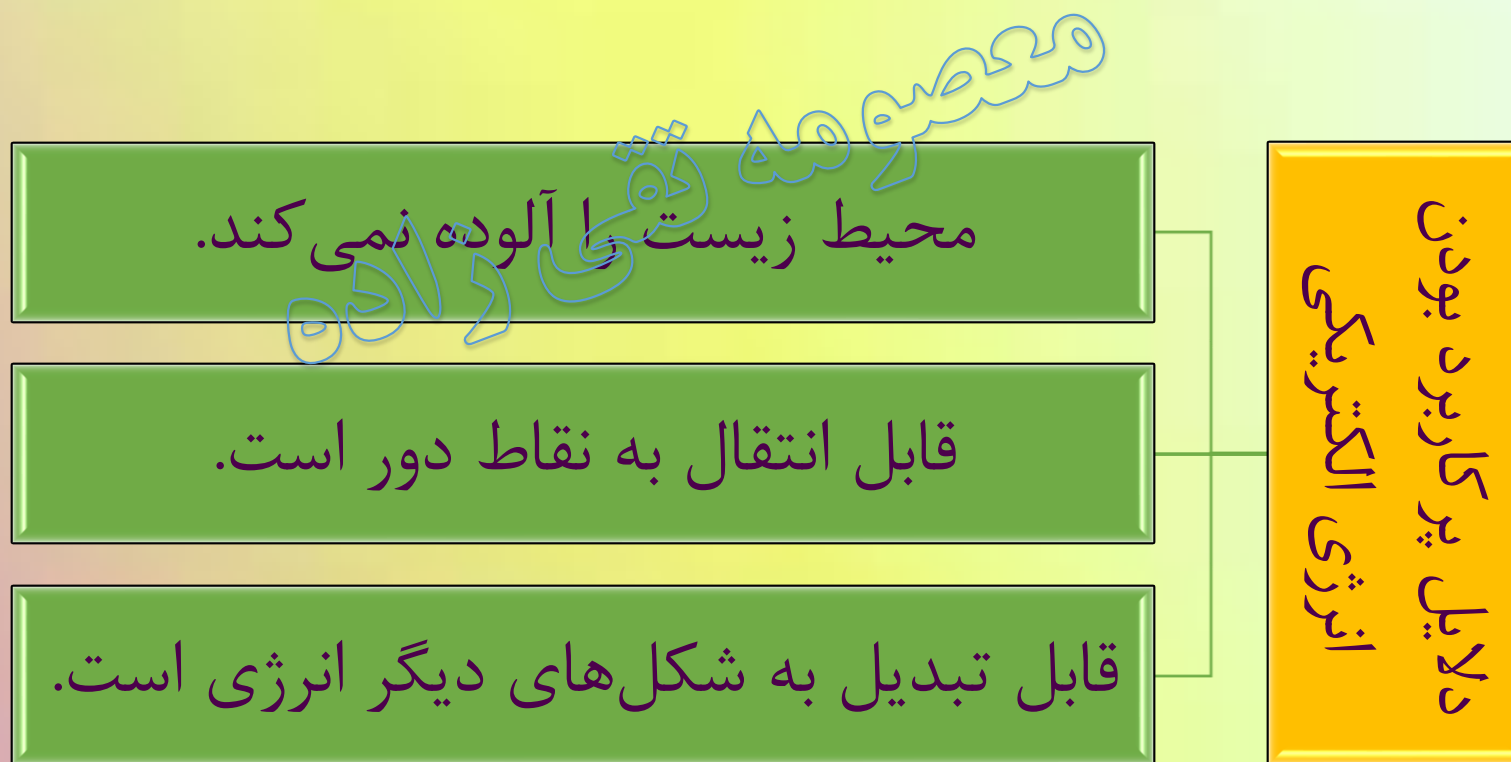 دلایل پر کاربرد بودن
انرژی الکتریکی
محیط زیست را آلوده نمی‌کند.
قابل انتقال به نقاط دور است.
قابل تبدیل به شکل‌های دیگر انرژی است.
معصومه تقی زاده